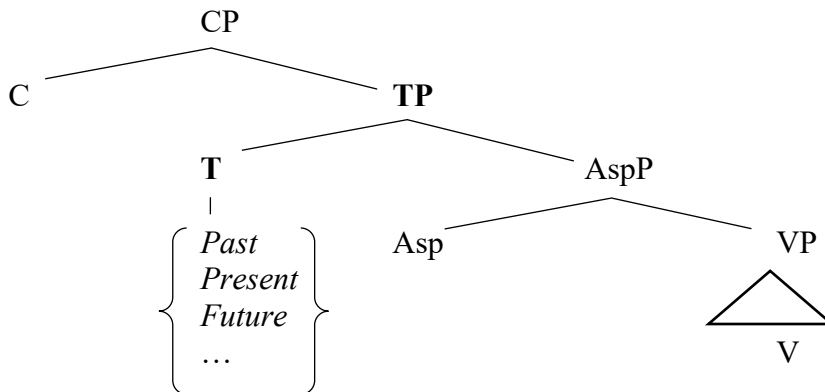 CP
C TP
T AspP
Past Asp VP
Present
Future
…
V